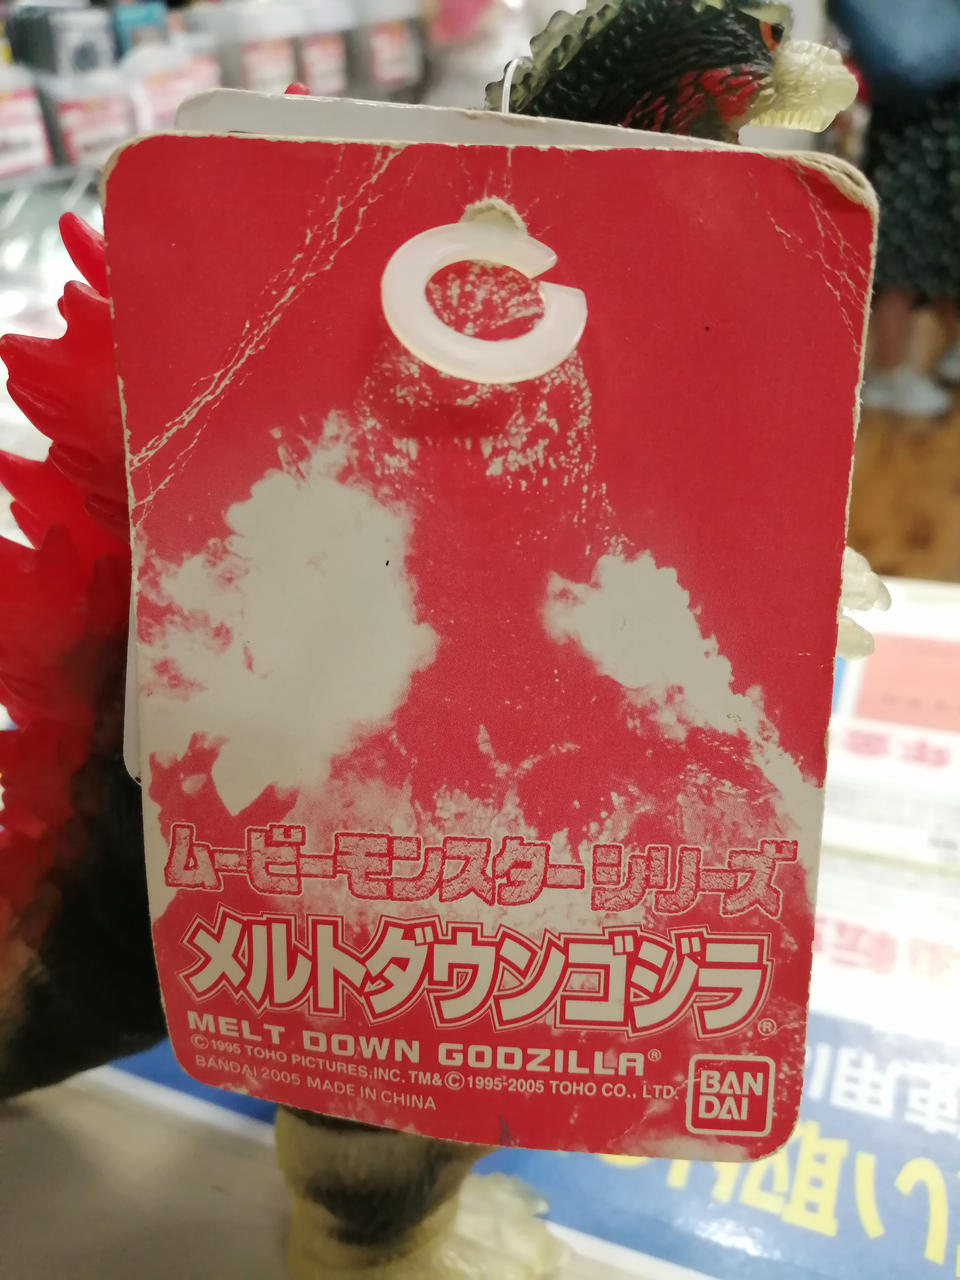 ムービーモンスターシリーズ
メルトダウンゴジラ®
MELT DOWN GODZILLA®
©1995 TOHO PICTURES,INC. TM&©1995-2005 TOHO CO., LTD.
BANDAI 2005 MADE IN CHINA
BAN
DAI